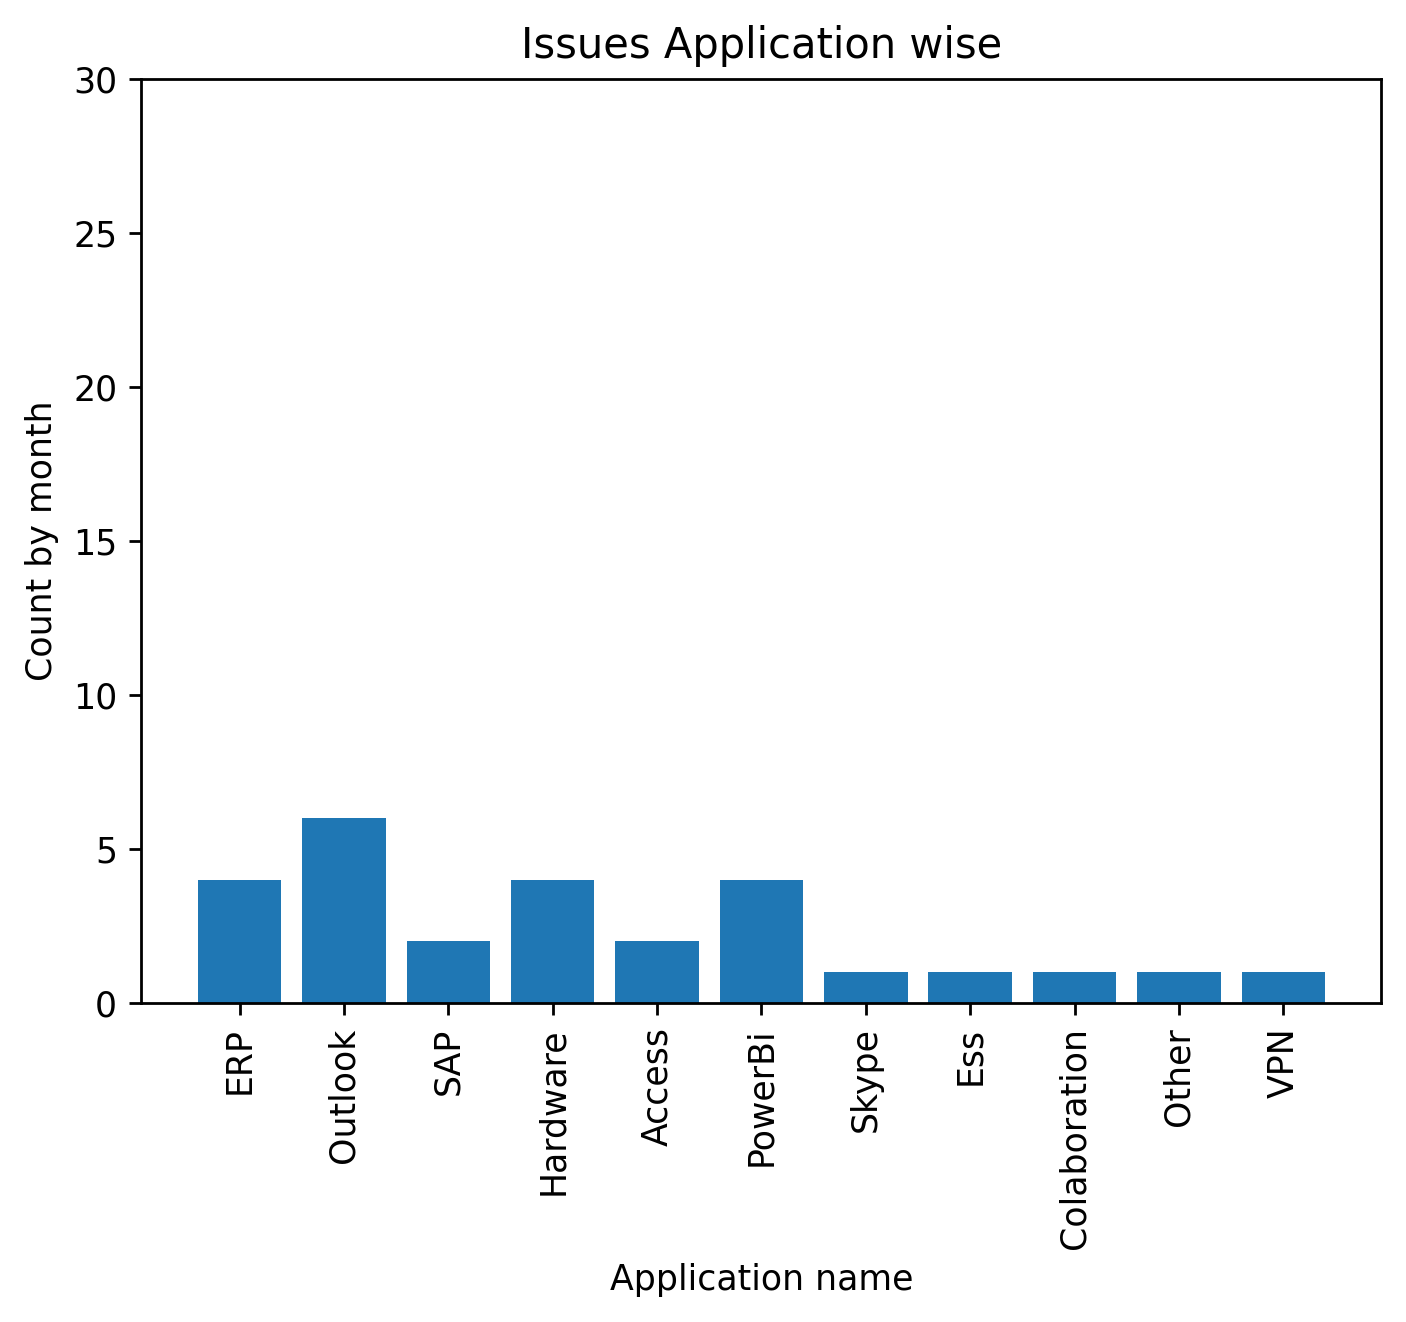 Issues Application wise
30
25
20
15
10
5
0
Count by month
ERP
Outlook
SAP
Hardware
Access
PowerBi
Skype
Ess
Colaboration
Other
VPN
Application name